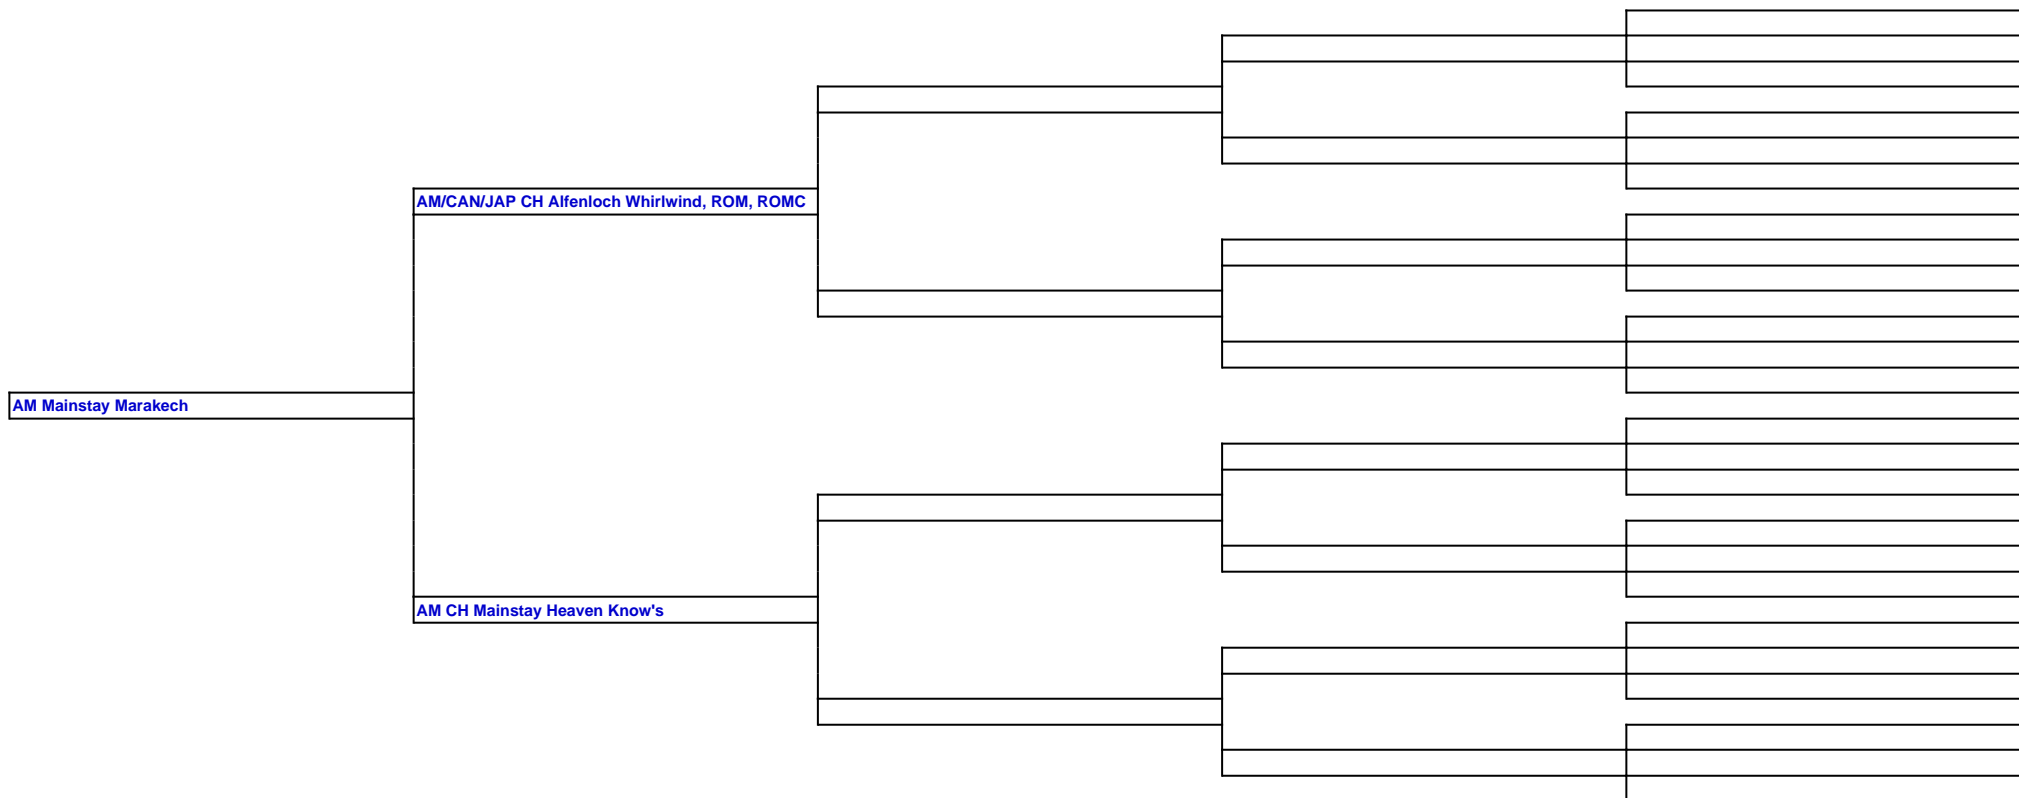 AM/CAN/JAP CH Alfenloch Whirlwind, ROM, ROMC
AM Mainstay Marakech
AM CH Mainstay Heaven Know's